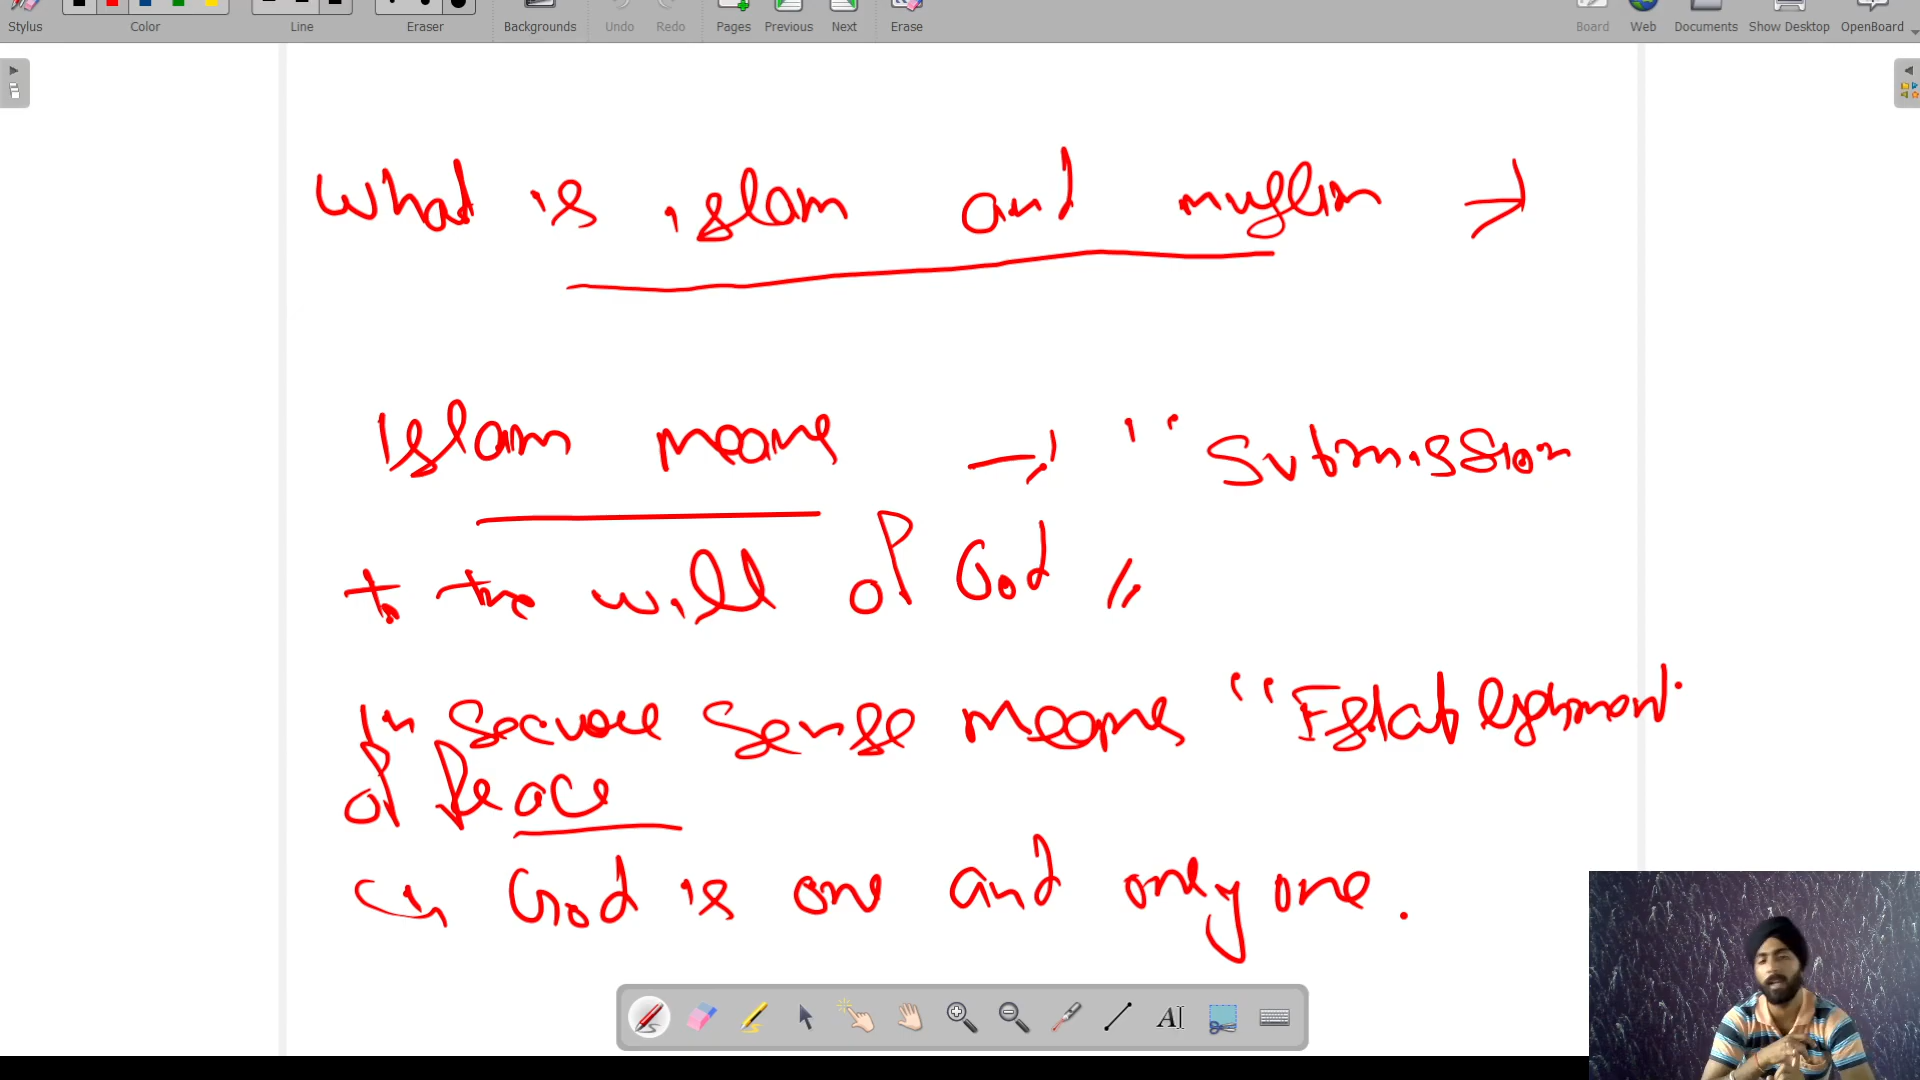 Stylus Color Line Eraser Backgrounds Undo Redo Pages Previous Next Erase Board Web Documents Show Desktop OpenBoard
What is islam and muslim →
Islam means → "Submission
to the will of God "
in secure sense means "Establishment
of Peace
God is one and only one.